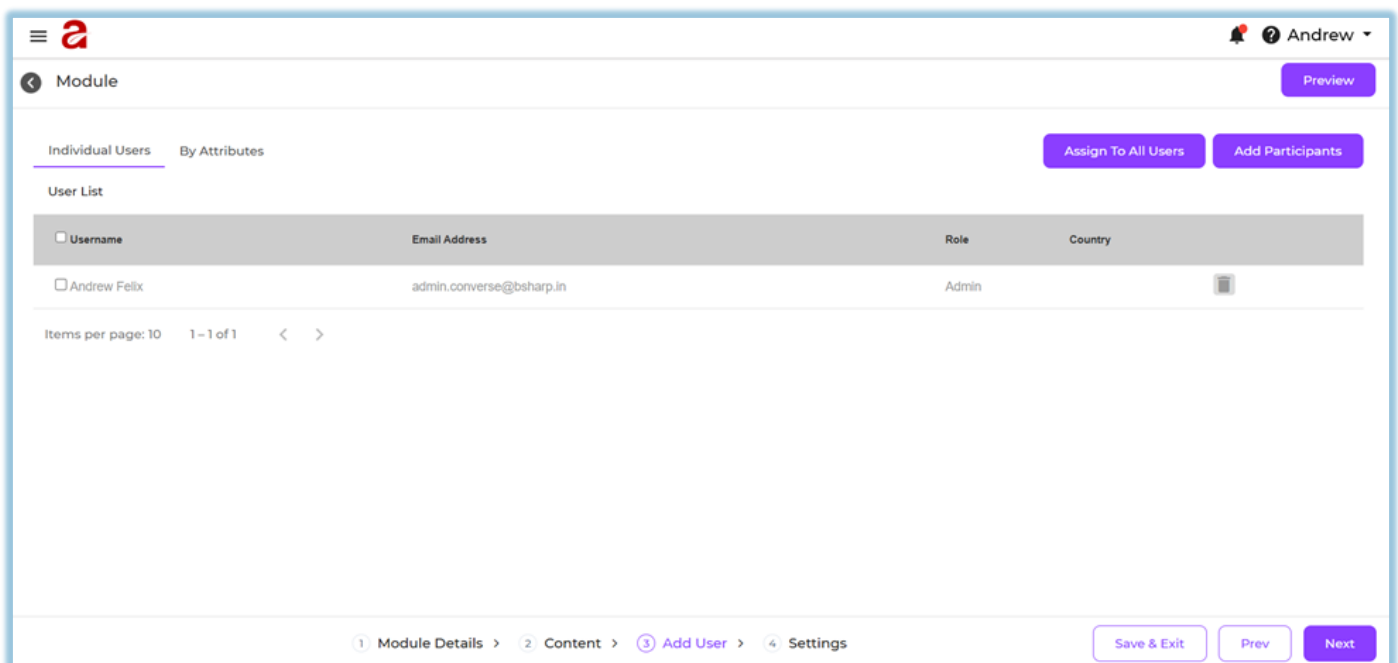 a Andrew
Module Preview
Individual Users By Attributes Assign To All Users Add Participants
User List
Username Email Address Role Country
Andrew Felix admin.converse@bsharp.in Admin
Items per page: 10 1 – 1 of 1
1 Module Details > 2 Content > 3 Add User > 4 Settings Save & Exit Prev Next